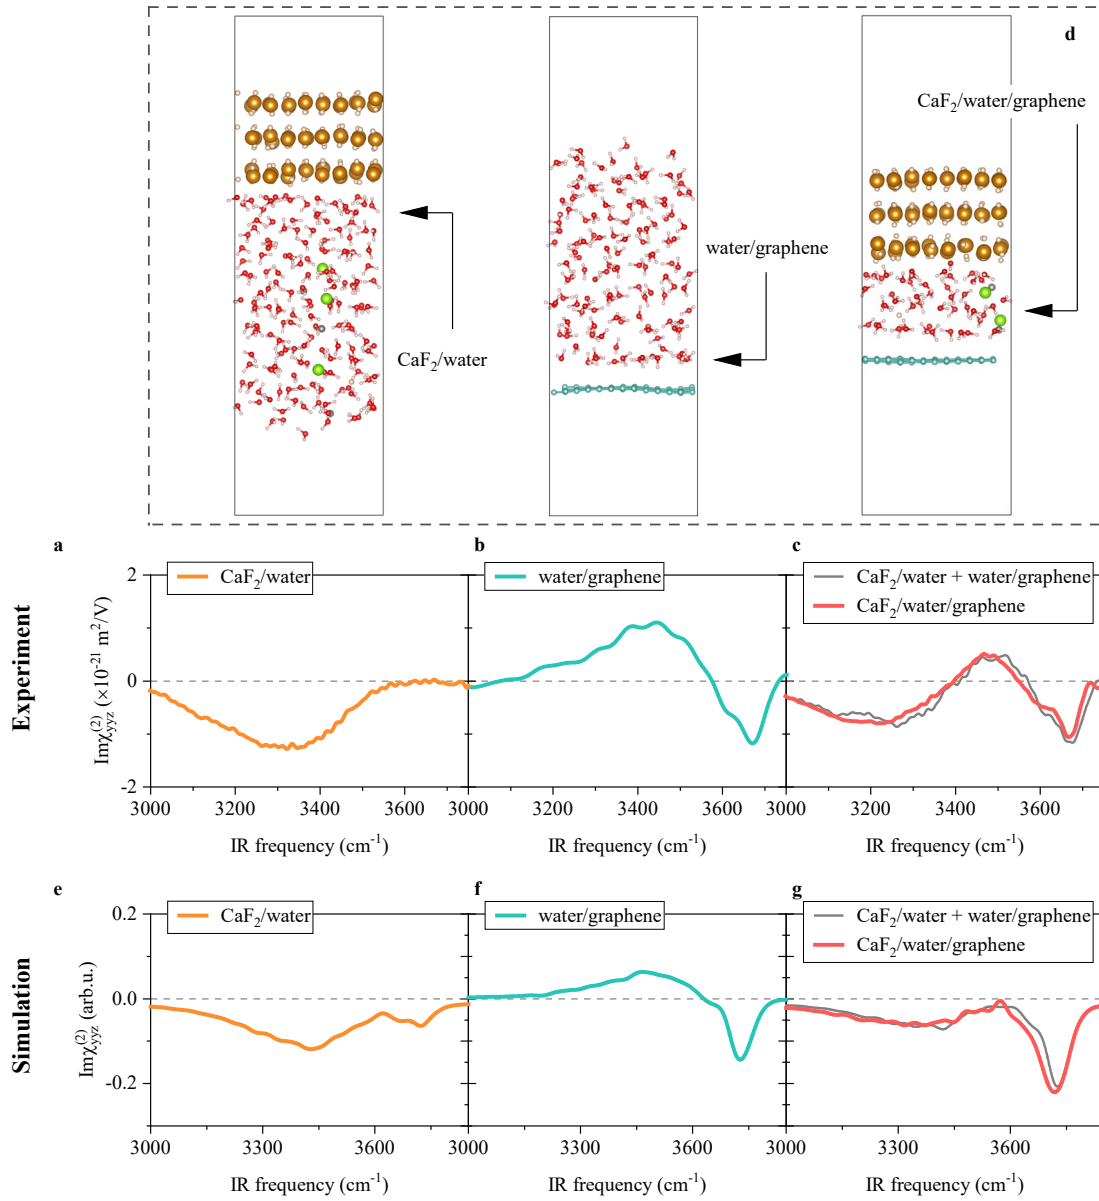 d
CaF₂/water/graphene
water/graphene
CaF₂/water
a
b
c
Experiment
CaF₂/water
water/graphene
CaF₂/water + water/graphene
CaF₂/water/graphene
Imχ(2)yyz (×10⁻²¹ m²/V)
2
0
-2
3000 3200 3400 3600 3000 3200 3400 3600 3000 3200 3400 3600
IR frequency (cm⁻¹) IR frequency (cm⁻¹) IR frequency (cm⁻¹)
e
f
g
Simulation
CaF₂/water
water/graphene
CaF₂/water + water/graphene
CaF₂/water/graphene
Imχ(2)yyz (arb.u.)
0.2
0.0
-0.2
3000 3300 3600 3000 3300 3600 3000 3300 3600
IR frequency (cm⁻¹) IR frequency (cm⁻¹) IR frequency (cm⁻¹)